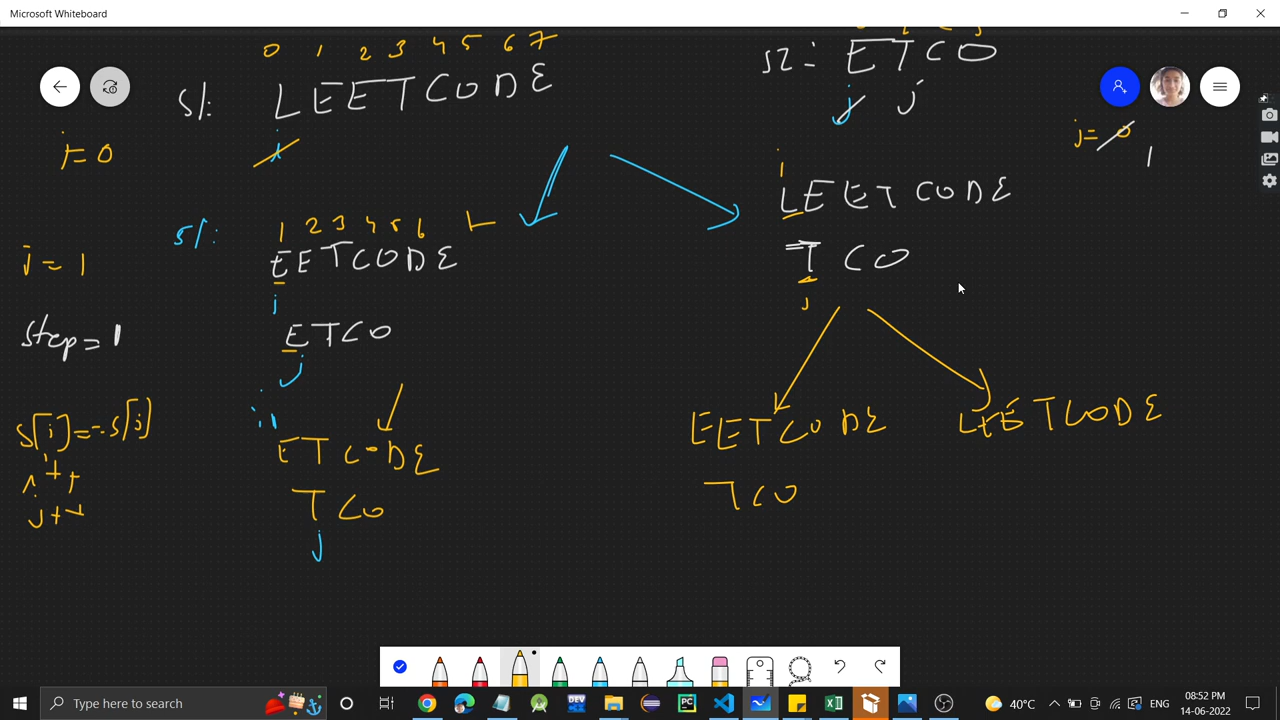 Microsoft Whiteboard
0 1 2 3 4 5 6 7
S1: LEETCODE
i
S2: ETCO
j j
i=0
j= 0
1
i
LEETCODE
TCO
j
S1:
1 2 3 4 5 6
EETCODE
i
j = 1
ETCO
j
step=1
s[i]==s[j]
i++
j++
ETCODE
TCO
j
EETCODE
TCO
LEETCODE
Type here to search
40°C
ENG
08:52 PM
14-06-2022